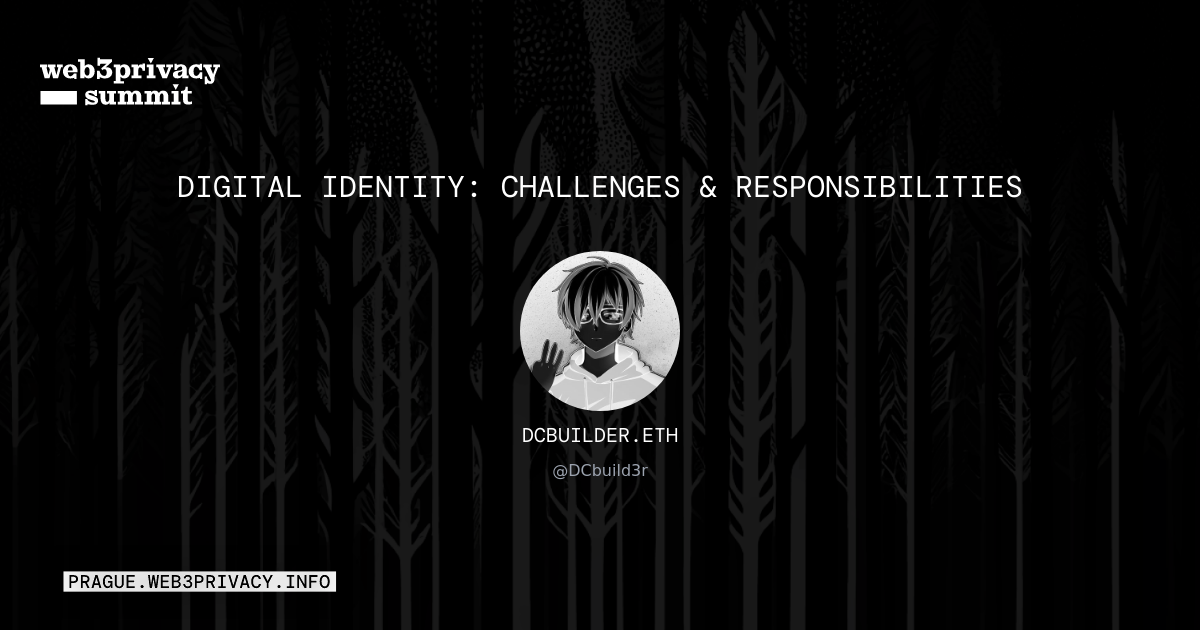 web3privacy
summit
DIGITAL IDENTITY: CHALLENGES & RESPONSIBILITIES
DCBUILDER.ETH
@DCbuild3r
PRAGUE.WEB3PRIVACY.INFO